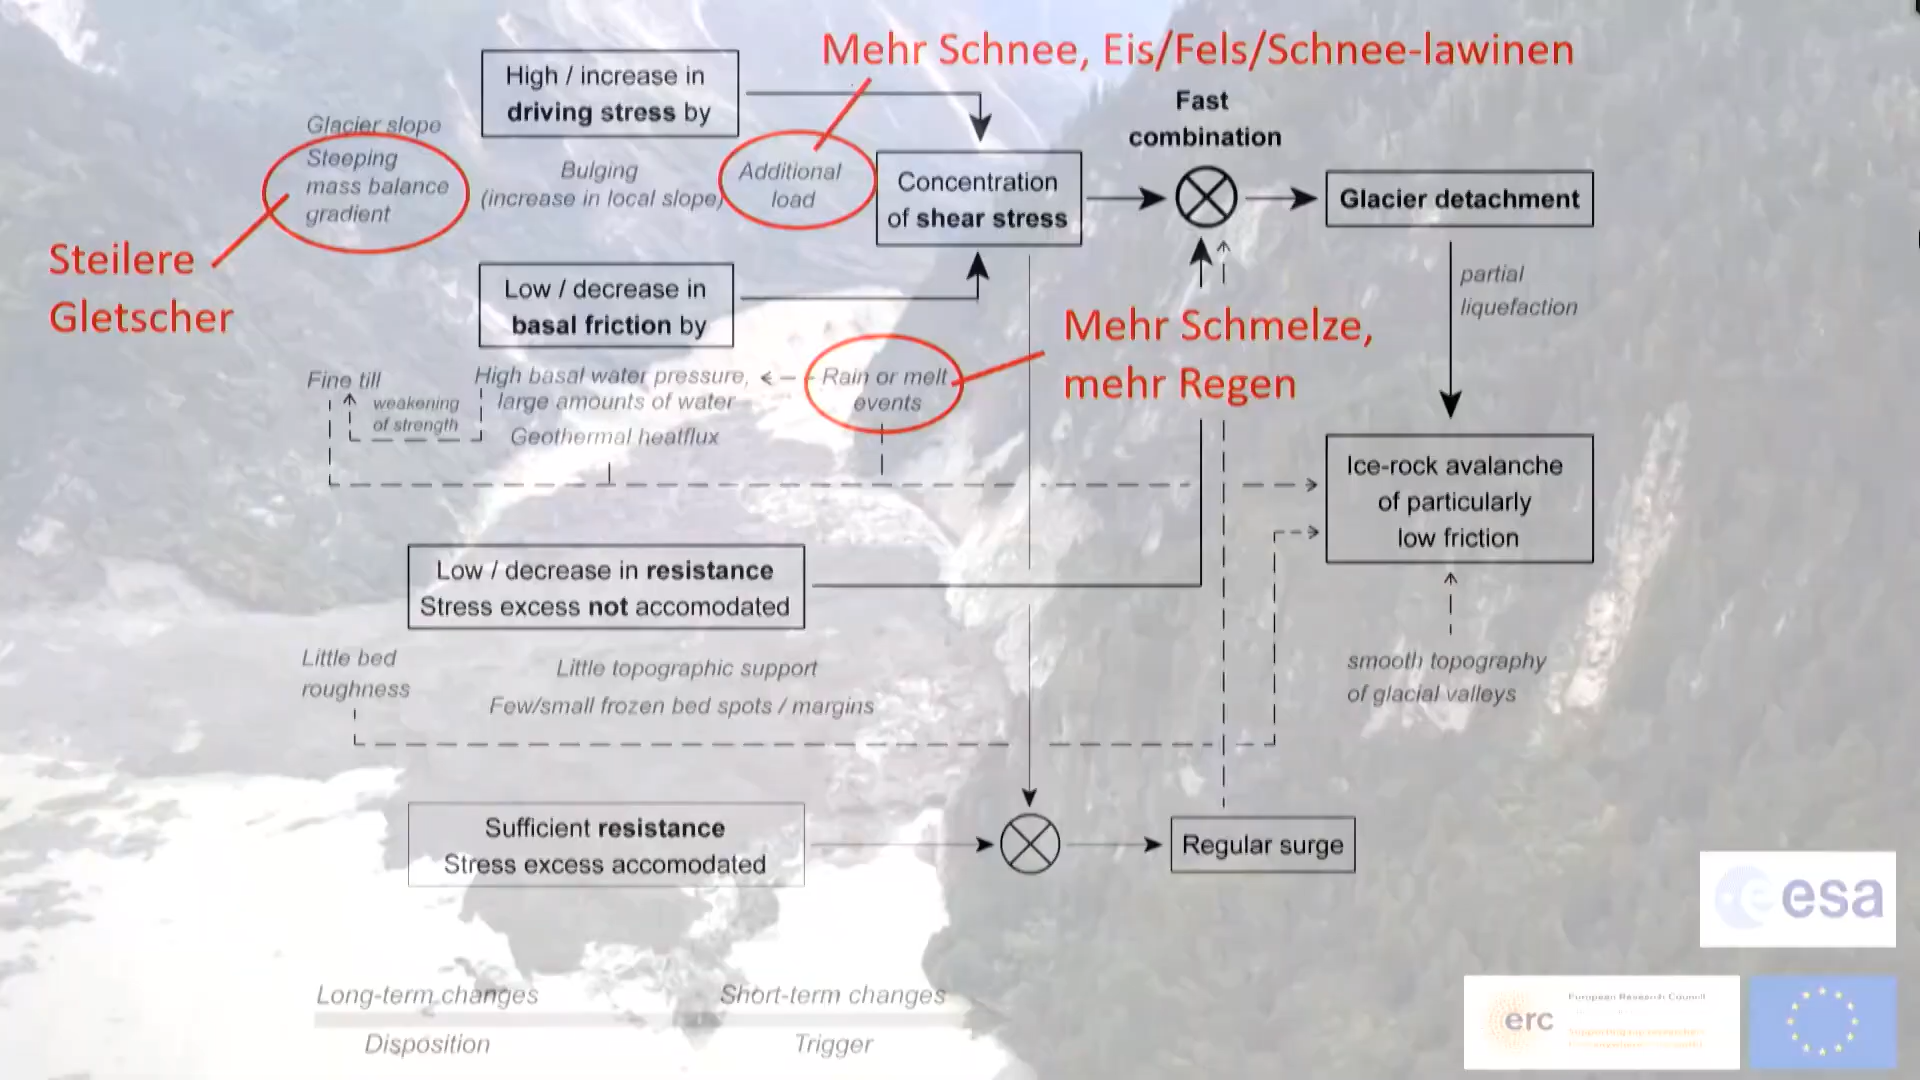 Mehr Schnee, Eis/Fels/Schnee-lawinen
High / increase in
driving stress by
Fast
combination
Glacier slope
Steeping
mass balance
gradient
Bulging
(increase in local slope)
Additional
load
Concentration
of shear stress
Glacier detachment
Steilere
Gletscher
Low / decrease in
basal friction by
partial
liquefaction
Mehr Schmelze,
mehr Regen
Fine till
weakening
of strength
High basal water pressure,
large amounts of water
Geothermal heatflux
Rain or melt
events
Ice-rock avalanche
of particularly
low friction
Low / decrease in resistance
Stress excess not accomodated
Little bed
roughness
Little topographic support
Few/small frozen bed spots / margins
smooth topography
of glacial valleys
Sufficient resistance
Stress excess accomodated
Regular surge
esa
Long-term changes
Short-term changes
Disposition
Trigger
erc
European Research Council